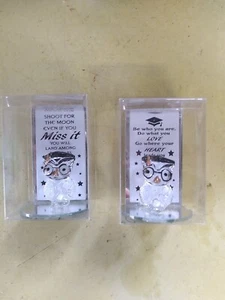 SHOOT FOR
THE MOON
EVEN IF YOU
Miss it
YOU WILL
LAND AMONG
Be who you are.
Do what you
LOVE
Go where your
HEART